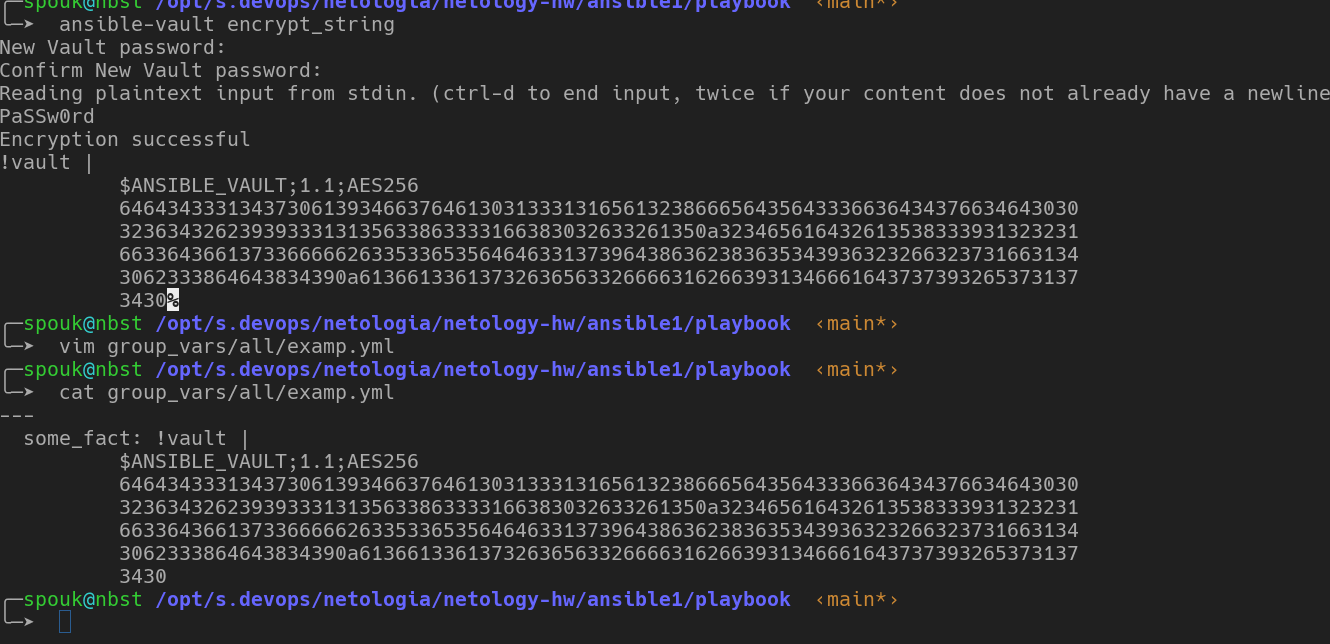 spouk@nbst /opt/s.devops/netologia/netology-hw/ansible1/playbook ‹main*›
ansible-vault encrypt_string
New Vault password:
Confirm New Vault password:
Reading plaintext input from stdin. (ctrl-d to end input, twice if your content does not already have a newline
PaSSw0rd
Encryption successful
!vault |
$ANSIBLE_VAULT;1.1;AES256
64643433313437306139346637646130313331316561323866656435643336636434376634643030
3236343262393933313135633863333166383032633261350a323465616432613538333931323231
66336436613733666666263353365356464633137396438636238363534393632326632373166313​4
3062333864643834390a613661336137326365633266663162663931346661643737393265373137
3430%
spouk@nbst /opt/s.devops/netologia/netology-hw/ansible1/playbook ‹main*›
vim group_vars/all/examp.yml
spouk@nbst /opt/s.devops/netologia/netology-hw/ansible1/playbook ‹main*›
cat group_vars/all/examp.yml
---
some_fact: !vault |
$ANSIBLE_VAULT;1.1;AES256
64643433313437306139346637646130313331316561323866656435643336636434376634643030
3236343262393933313135633863333166383032633261350a323465616432613538333931323231
663364366137336666662633533653564646331373964386362383635343936323266323731663134
3062333864643834390a613661336137326365633266663162663931346661643737393265373137
3430
spouk@nbst /opt/s.devops/netologia/netology-hw/ansible1/playbook ‹main*›